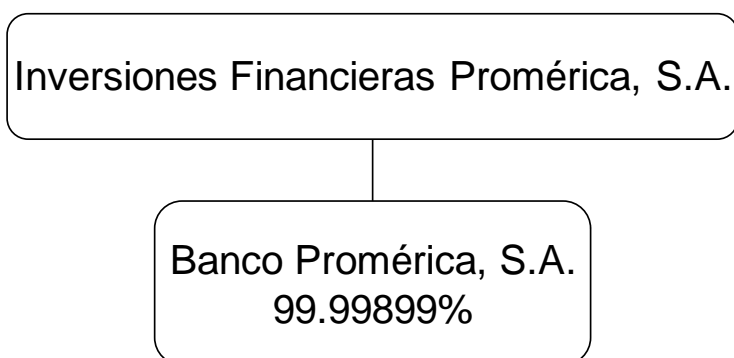 Inversiones Financieras Promérica, S.A.
Banco Promérica, S.A.
99.99899%